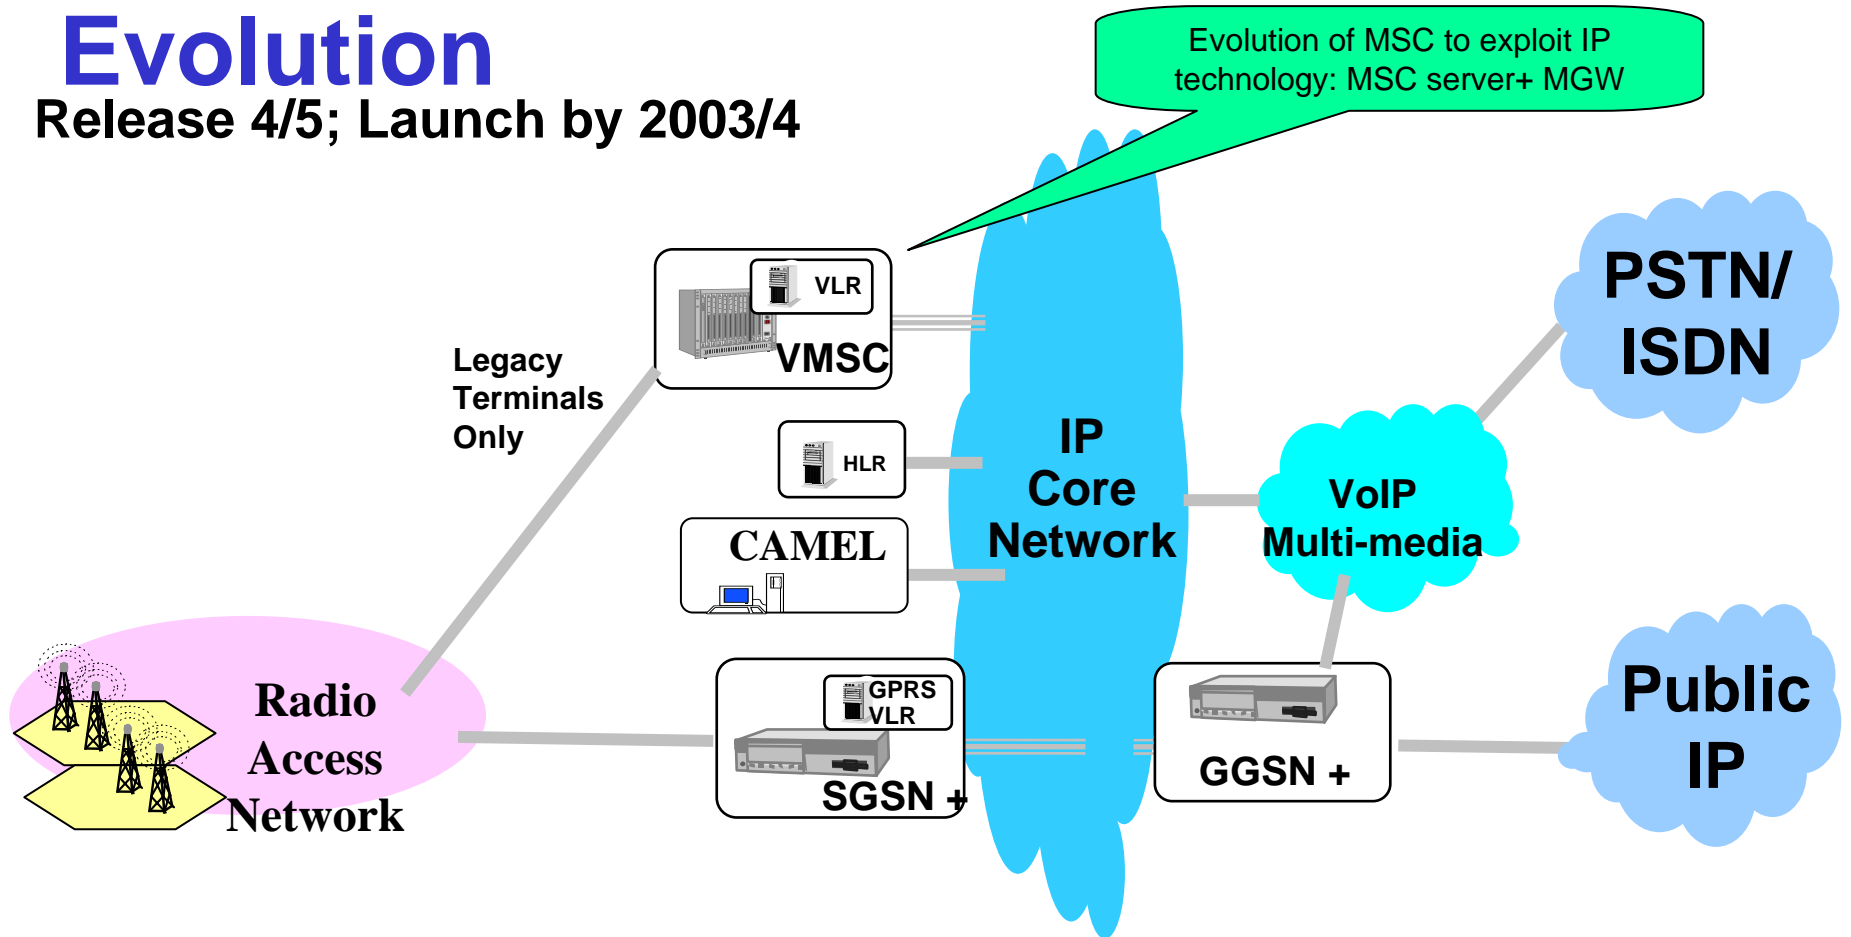 Evolution
Release 4/5; Launch by 2003/4
Evolution of MSC to exploit IP
technology: MSC server+ MGW
VLR
VMSC
Legacy
Terminals
Only
HLR
CAMEL
IP
Core
Network
VoIP
Multi-media
PSTN/
ISDN
Radio
Access
Network
GPRS
VLR
SGSN +
GGSN +
Public
IP